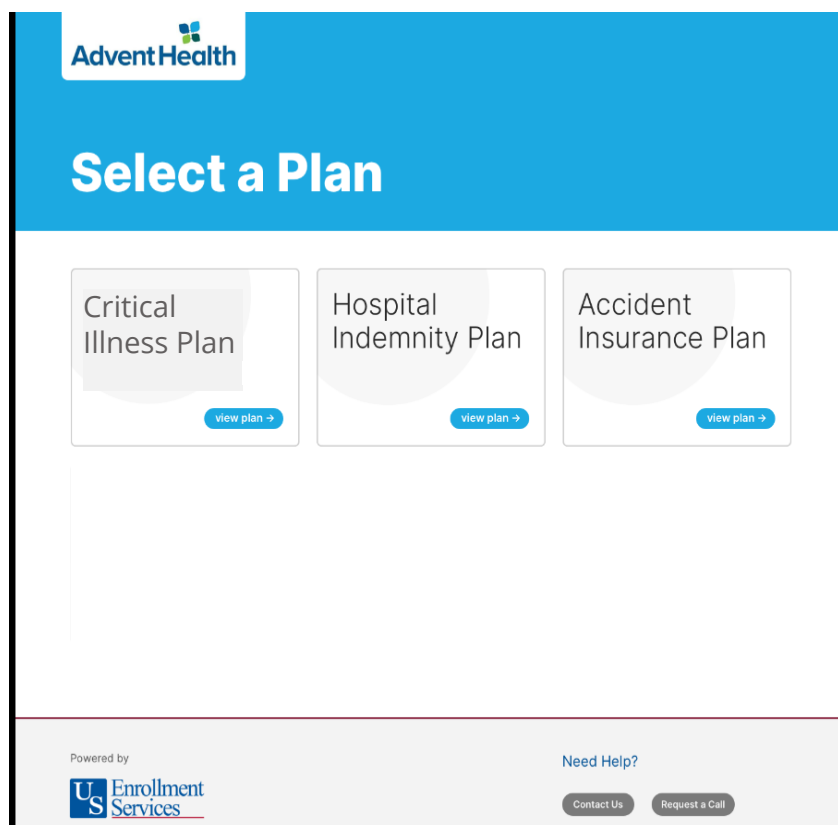 AdventHealth
Select a Plan
Critical
Illness Plan
view plan →
Hospital
Indemnity Plan
view plan →
Accident
Insurance Plan
view plan →
Powered by
US Enrollment
Services
Need Help?
Contact Us
Request a Call